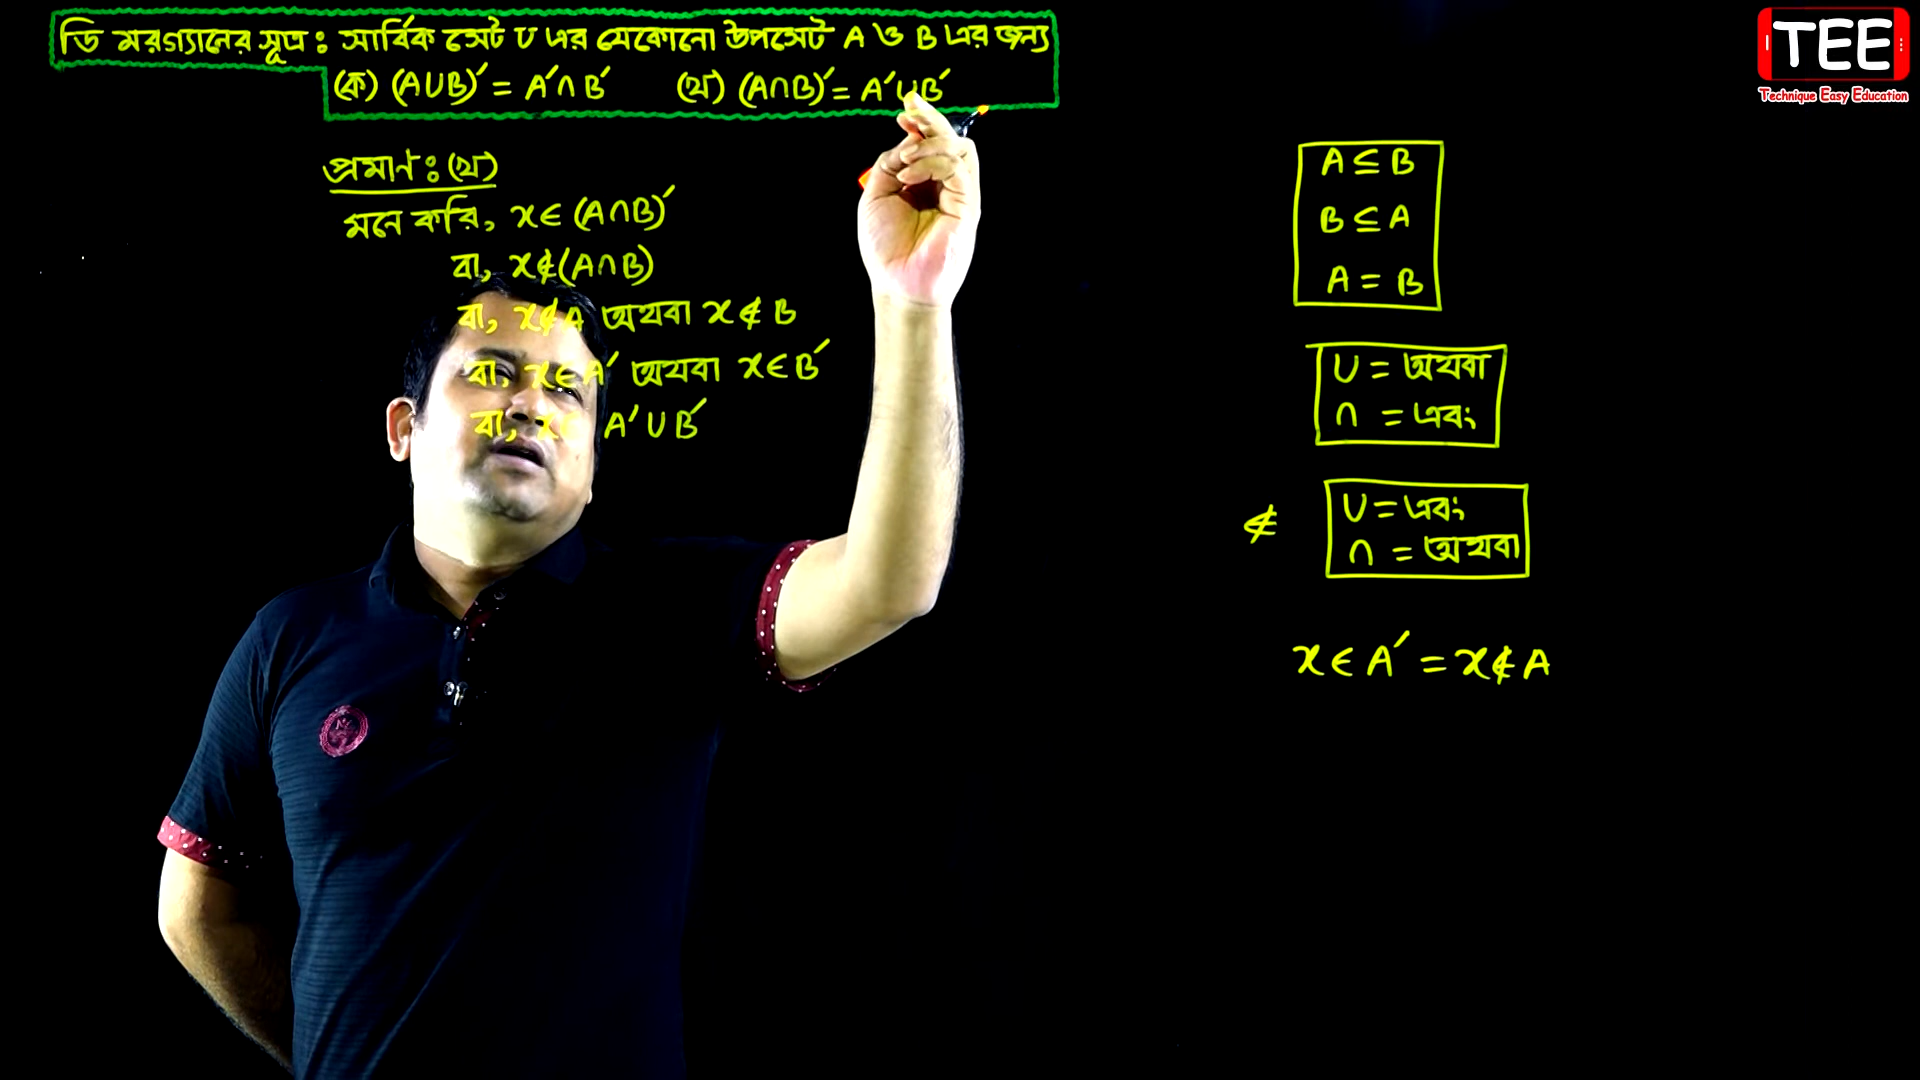 ডি মরগ্যানের সূত্র : সার্বিক সেট U এর যেকোনো উপসেট A ও B এর জন্য
(ক) (A∪B)′ = A′∩B′ (খ) (A∩B)′ = A′∪B′
প্রমাণ : (খ)
মনে করি, x∈(A∩B)′
বা, x∉(A∩B)
বা, x∉A অথবা x∉B
বা, x∈A′ অথবা x∈B′
বা, x∈ A′∪B′
A⊆B
B⊆A
A=B
∪ = অথবা
∩ = এবং
∉ ∪ = এবং
∩ = অথবা
x∈A′ = x∉A
TEE
Technique Easy Education